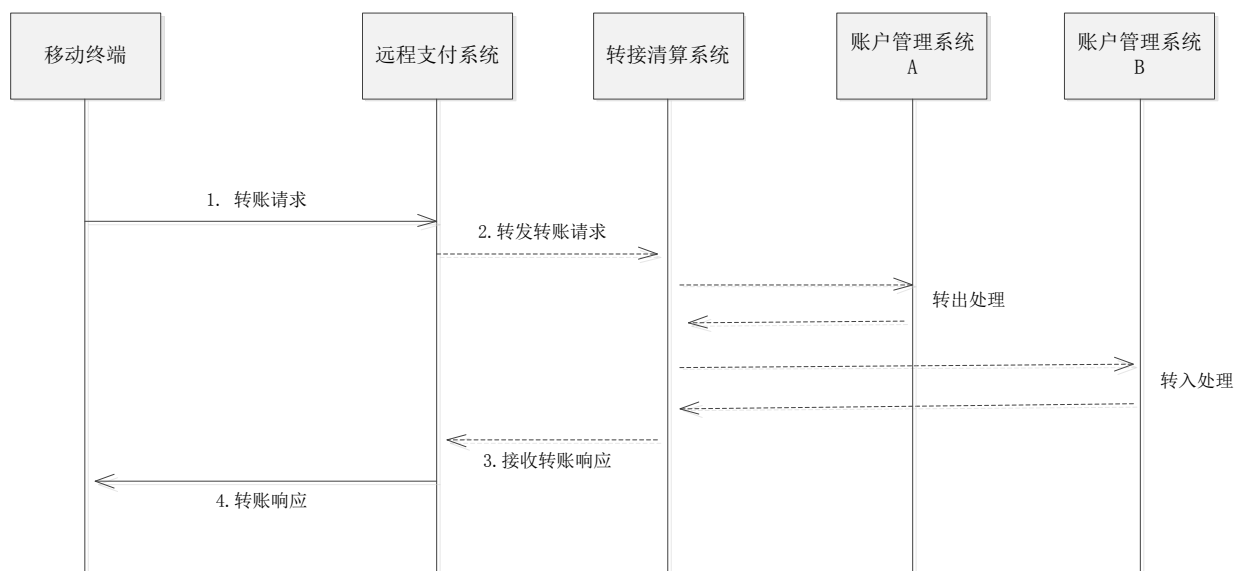 移动终端
远程支付系统
转接清算系统
账户管理系统
A
账户管理系统
B
1. 转账请求
2.转发转账请求
转出处理
转入处理
3.接收转账响应
4.转账响应